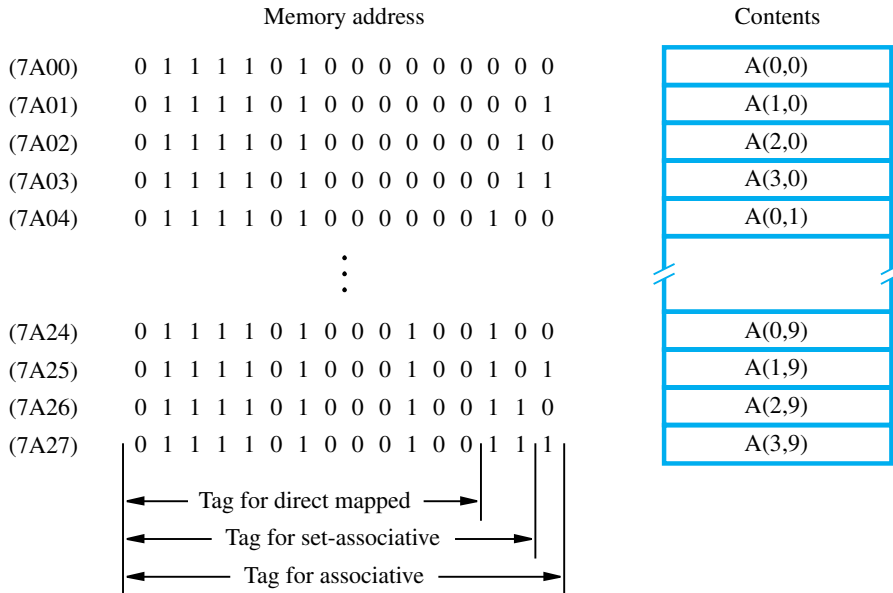 Memory address Contents
(7A00) 0 1 1 1 1 0 1 0 0 0 0 0 0 0 0 0 A(0,0)
(7A01) 0 1 1 1 1 0 1 0 0 0 0 0 0 0 0 1 A(1,0)
(7A02) 0 1 1 1 1 0 1 0 0 0 0 0 0 0 1 0 A(2,0)
(7A03) 0 1 1 1 1 0 1 0 0 0 0 0 0 0 1 1 A(3,0)
(7A04) 0 1 1 1 1 0 1 0 0 0 0 0 0 1 0 0 A(0,1)
(7A24) 0 1 1 1 1 0 1 0 0 0 1 0 0 1 0 0 A(0,9)
(7A25) 0 1 1 1 1 0 1 0 0 0 1 0 0 1 0 1 A(1,9)
(7A26) 0 1 1 1 1 0 1 0 0 0 1 0 0 1 1 0 A(2,9)
(7A27) 0 1 1 1 1 0 1 0 0 0 1 0 0 1 1 1 A(3,9)
Tag for direct mapped
Tag for set-associative
Tag for associative